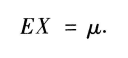 EX = μ.